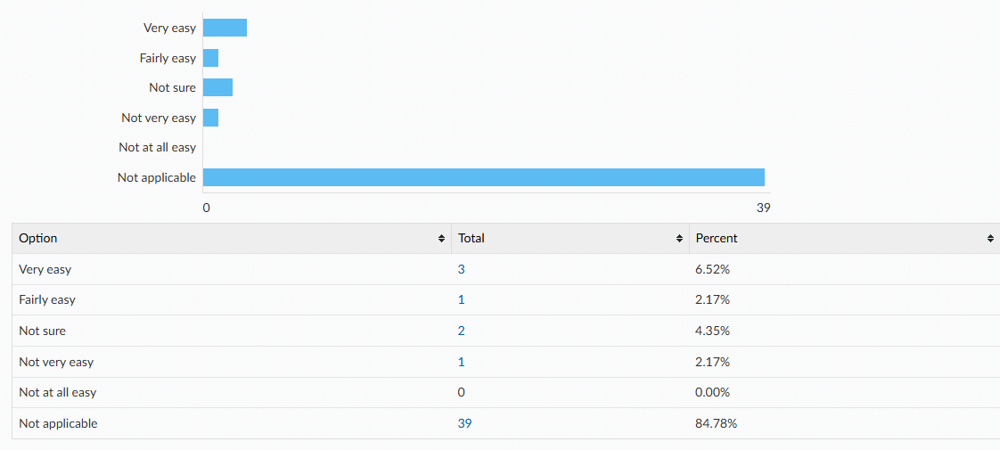 Very easy
Fairly easy
Not sure
Not very easy
Not at all easy
Not applicable
0 39
Option Total Percent
Very easy 3 6.52%
Fairly easy 1 2.17%
Not sure 2 4.35%
Not very easy 1 2.17%
Not at all easy 0 0.00%
Not applicable 39 84.78%